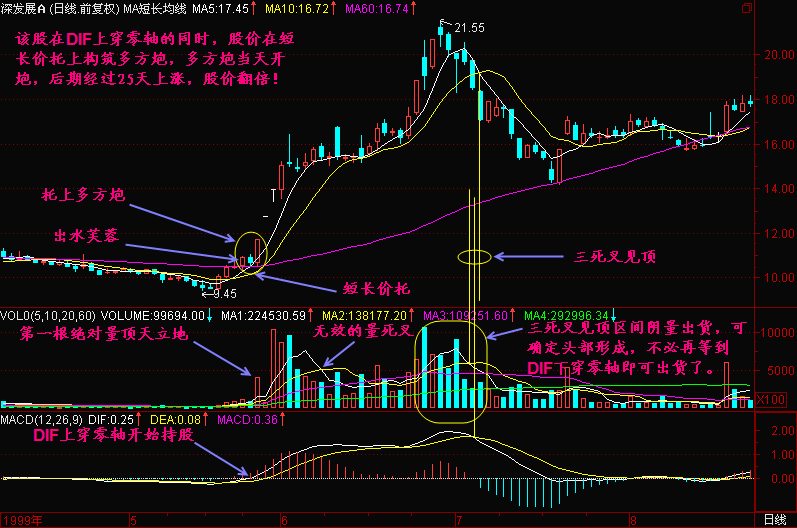 深发展A (日线.前复权) MA短长均线 MA5:17.45↑ MA10:16.72↑ MA60:16.74↑
该股在DIF上穿零轴的同时，股价在短
长价托上构筑多方炮，多方炮当天开
炮，后期经过25天上涨，股价翻倍！
21.55
20.00
18.00
16.00
14.00
12.00
10.00
托上多方炮
出水芙蓉
短长价托
三死叉见顶
9.45
VOL0(5,10,20,60) VOLUME:99694.00↓ MA1:224530.59↑ MA2:138177.20↑ MA3:109251.60↑ MA4:292996.34↓
第一根绝对量顶天立地
无效的量死叉
三死叉见顶区间阴量出货，可
确定头部形成，不必再等到
DIF下穿零轴即可出货了。
10000
5000
X100
MACD(12,26,9) DIF:0.25↑ DEA:0.08↑ MACD:0.36↑
DIF上穿零轴开始持股
2.00
1.00
0.00
1999年 5 6 7 8 日线